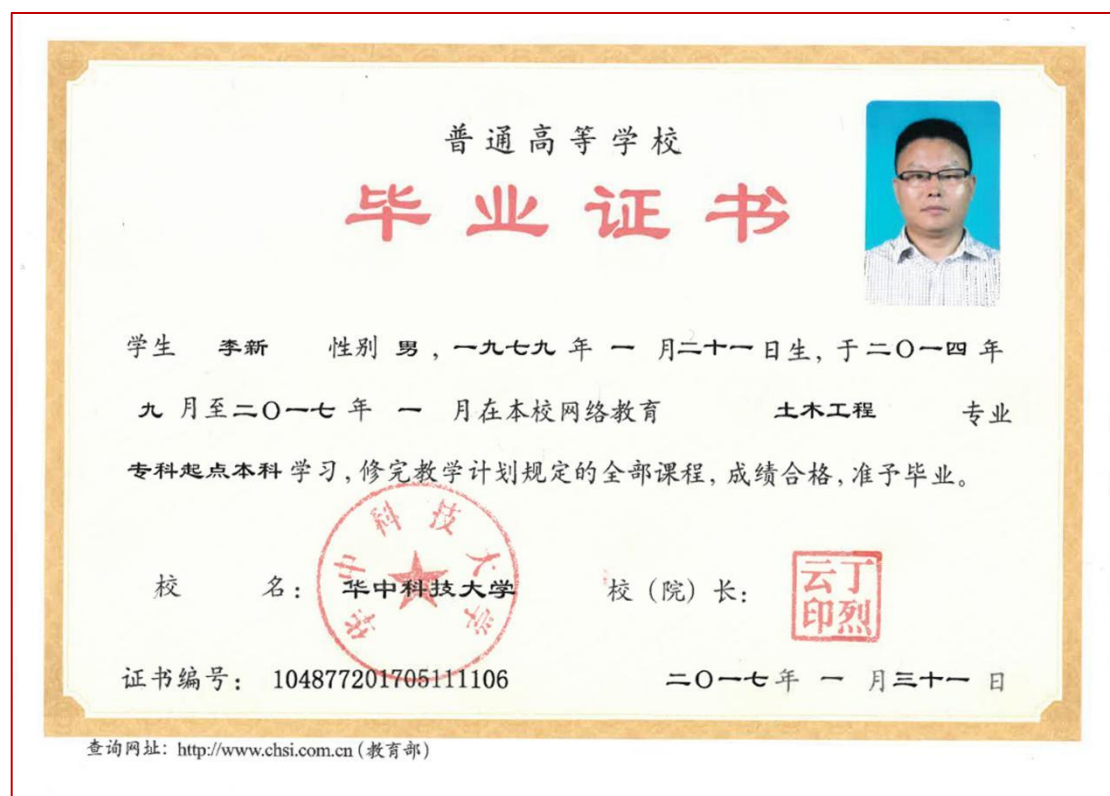 普通高等学校
毕业证书
学生 李新 性别 男，一九七九 年 一 月二十一日生，于二〇一四年
九 月至二〇一七 年 一 月在本校网络教育 土木工程 专业
专科起点本科 学习，修完教学计划规定的全部课程，成绩合格，准予毕业。
华中科技大学
校 名： 华中科技大学 校（院）长： 丁烈云印
证书编号： 104877201705111106 二〇一七年 一 月三十一 日
查询网址：http://www.chsi.com.cn（教育部）